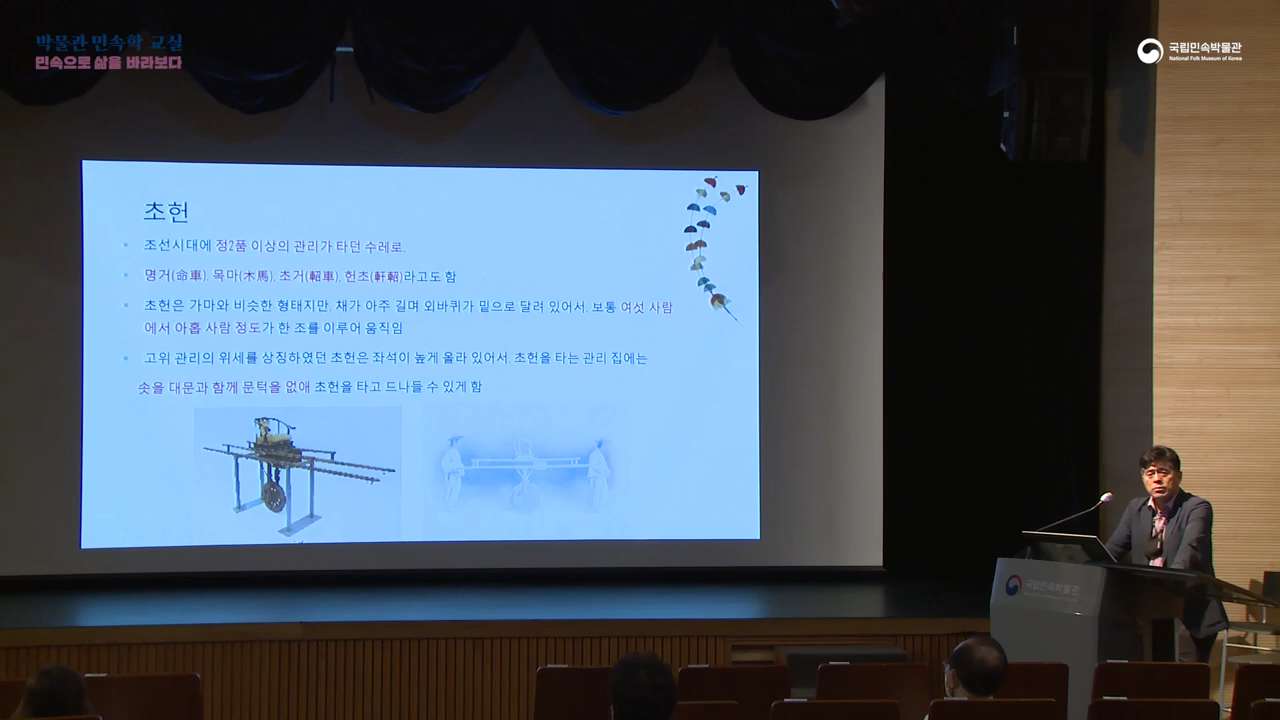 박물관 민속학 교실
민속으로 삶을 바라보다
국립민속박물관
National Folk Museum of Korea
초헌
조선시대에 정2품 이상의 관리가 타던 수레로,
명거(命車), 목마(木馬), 초거(軺車), 헌초(軒軺)라고도 함
초헌은 가마와 비슷한 형태지만, 채가 아주 길며 외바퀴가 밑으로 달려 있어서, 보통 여섯 사람
에서 아홉 사람 정도가 한 조를 이루어 움직임
고위 관리의 위세를 상징하였던 초헌은 좌석이 높게 올라 있어서, 초헌을 타는 관리 집에는
솟을 대문과 함께 문턱을 없애 초헌을 타고 드나들 수 있게 함
국립민속박물관